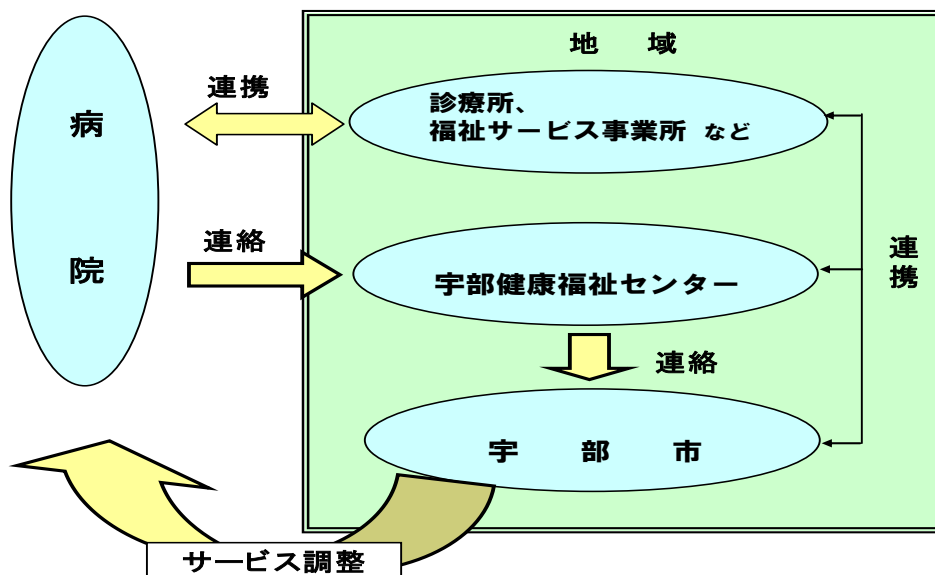 地　域
連携
診療所、
福祉サービス事業所 など
病院
連絡
宇部健康福祉センター
連携
連絡
宇　部　市
サービス調整